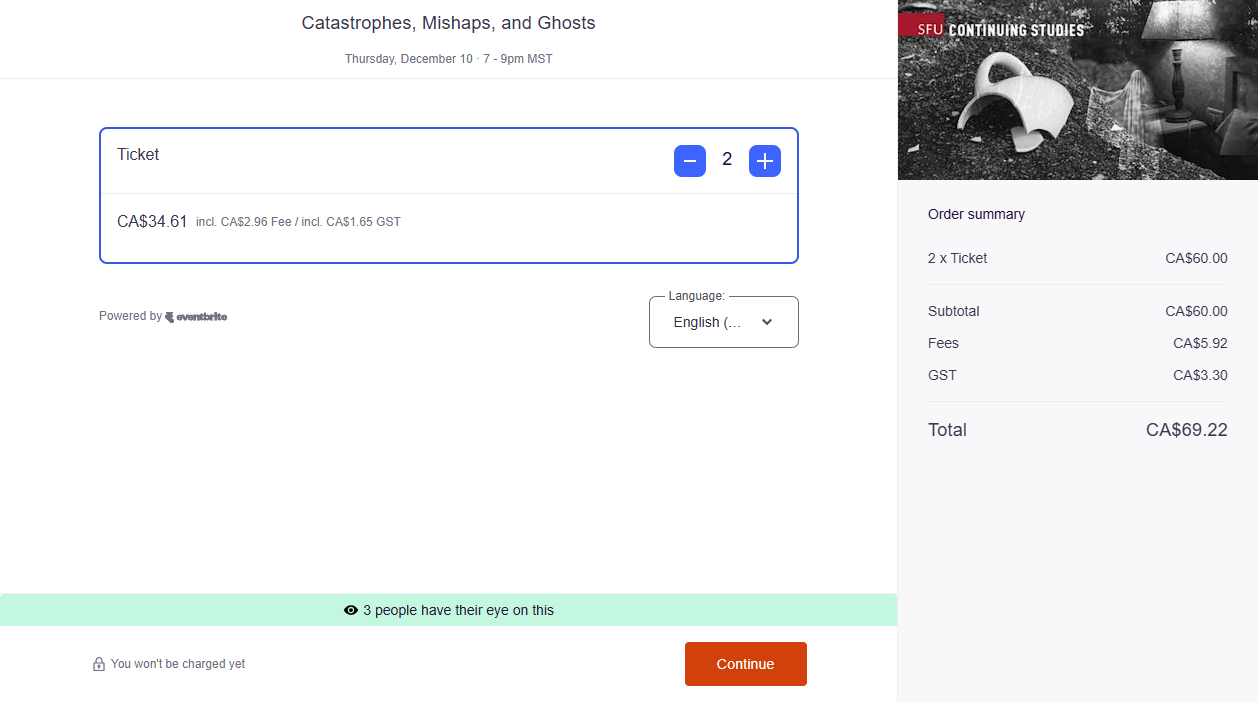 Catastrophes, Mishaps, and Ghosts
Thursday, December 10 · 7 - 9pm MST
Ticket
2
CA$34.61 incl. CA$2.96 Fee / incl. CA$1.65 GST
Powered by eventbrite
Language:
English (...
3 people have their eye on this
You won't be charged yet
Continue
SFU CONTINUING STUDIES
Order summary
2 x Ticket CA$60.00
Subtotal CA$60.00
Fees CA$5.92
GST CA$3.30
Total CA$69.22